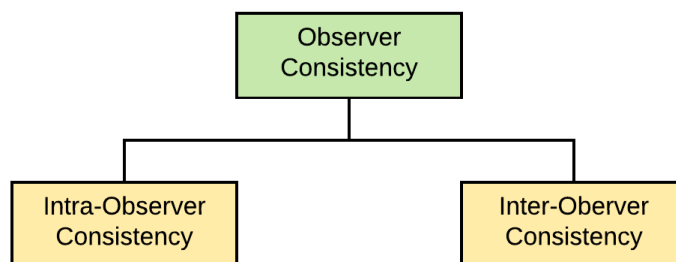 Observer
Consistency
Intra-Observer
Consistency
Inter-Oberver
Consistency